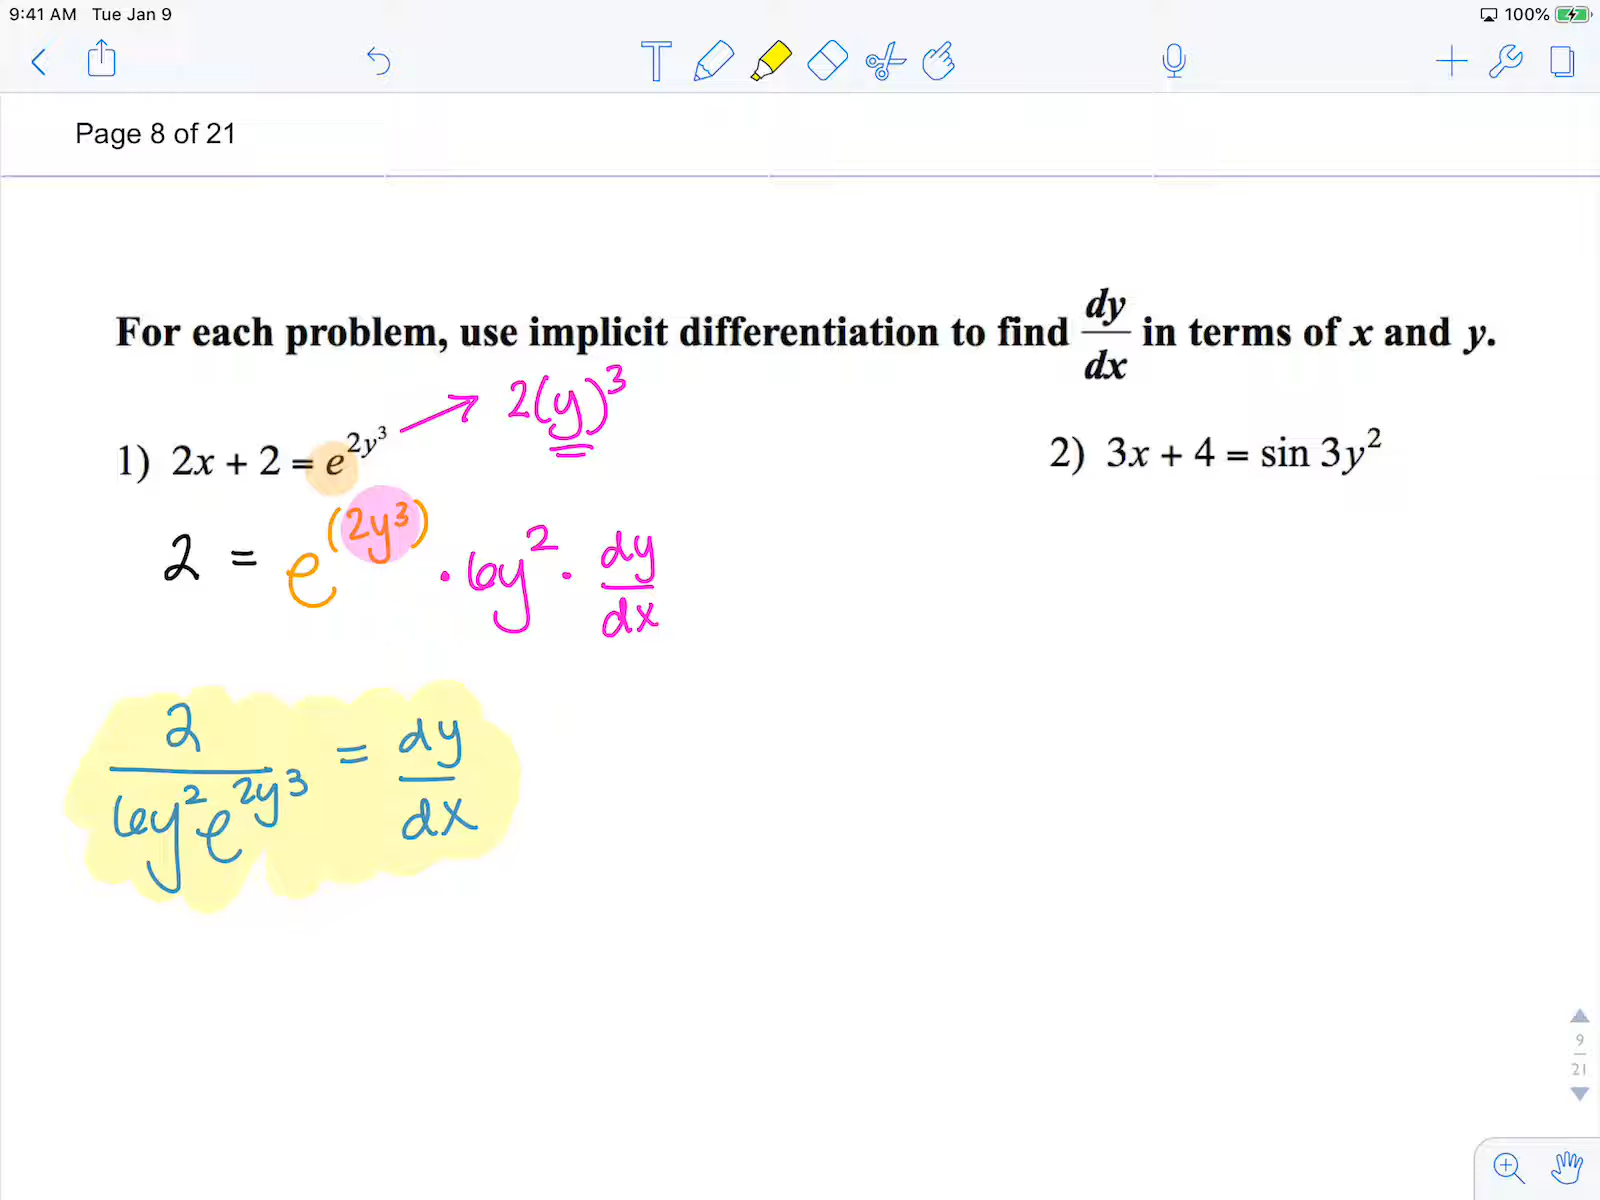 9:41 AM Tue Jan 9
100%
T
Page 8 of 21
For each problem, use implicit differentiation to find dy/dx in terms of x and y.
2(y)³
1) 2x + 2 = e^(2y³)
2) 3x + 4 = sin 3y²
2 = e^(2y³) · 6y² · dy/dx
2/(6y²e^(2y³)) = dy/dx
9
21